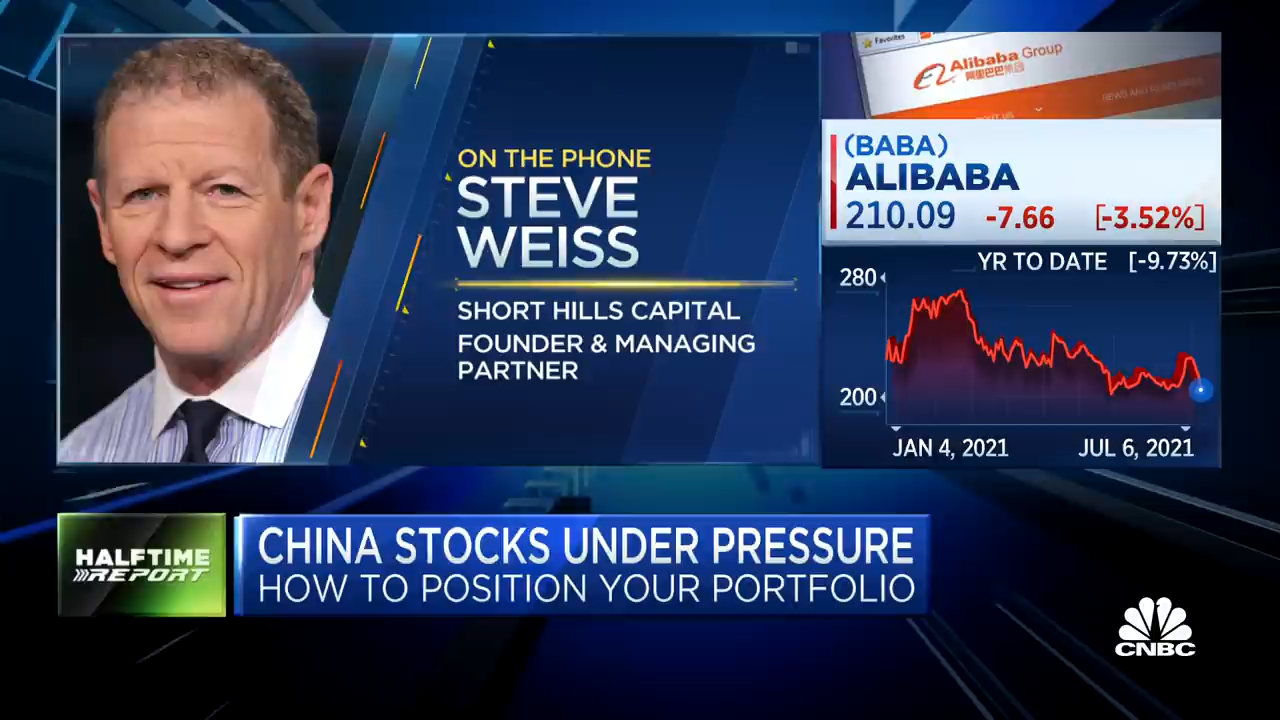 ON THE PHONE
STEVE
WEISS
SHORT HILLS CAPITAL
FOUNDER & MANAGING
PARTNER
Favorites
Alibaba Group
阿里巴巴集团
(BABA)
ALIBABA
210.09 -7.66 [-3.52%]
YR TO DATE [-9.73%]
280
200
JAN 4, 2021 JUL 6, 2021
HALFTIME
REPORT
CHINA STOCKS UNDER PRESSURE
HOW TO POSITION YOUR PORTFOLIO
CNBC